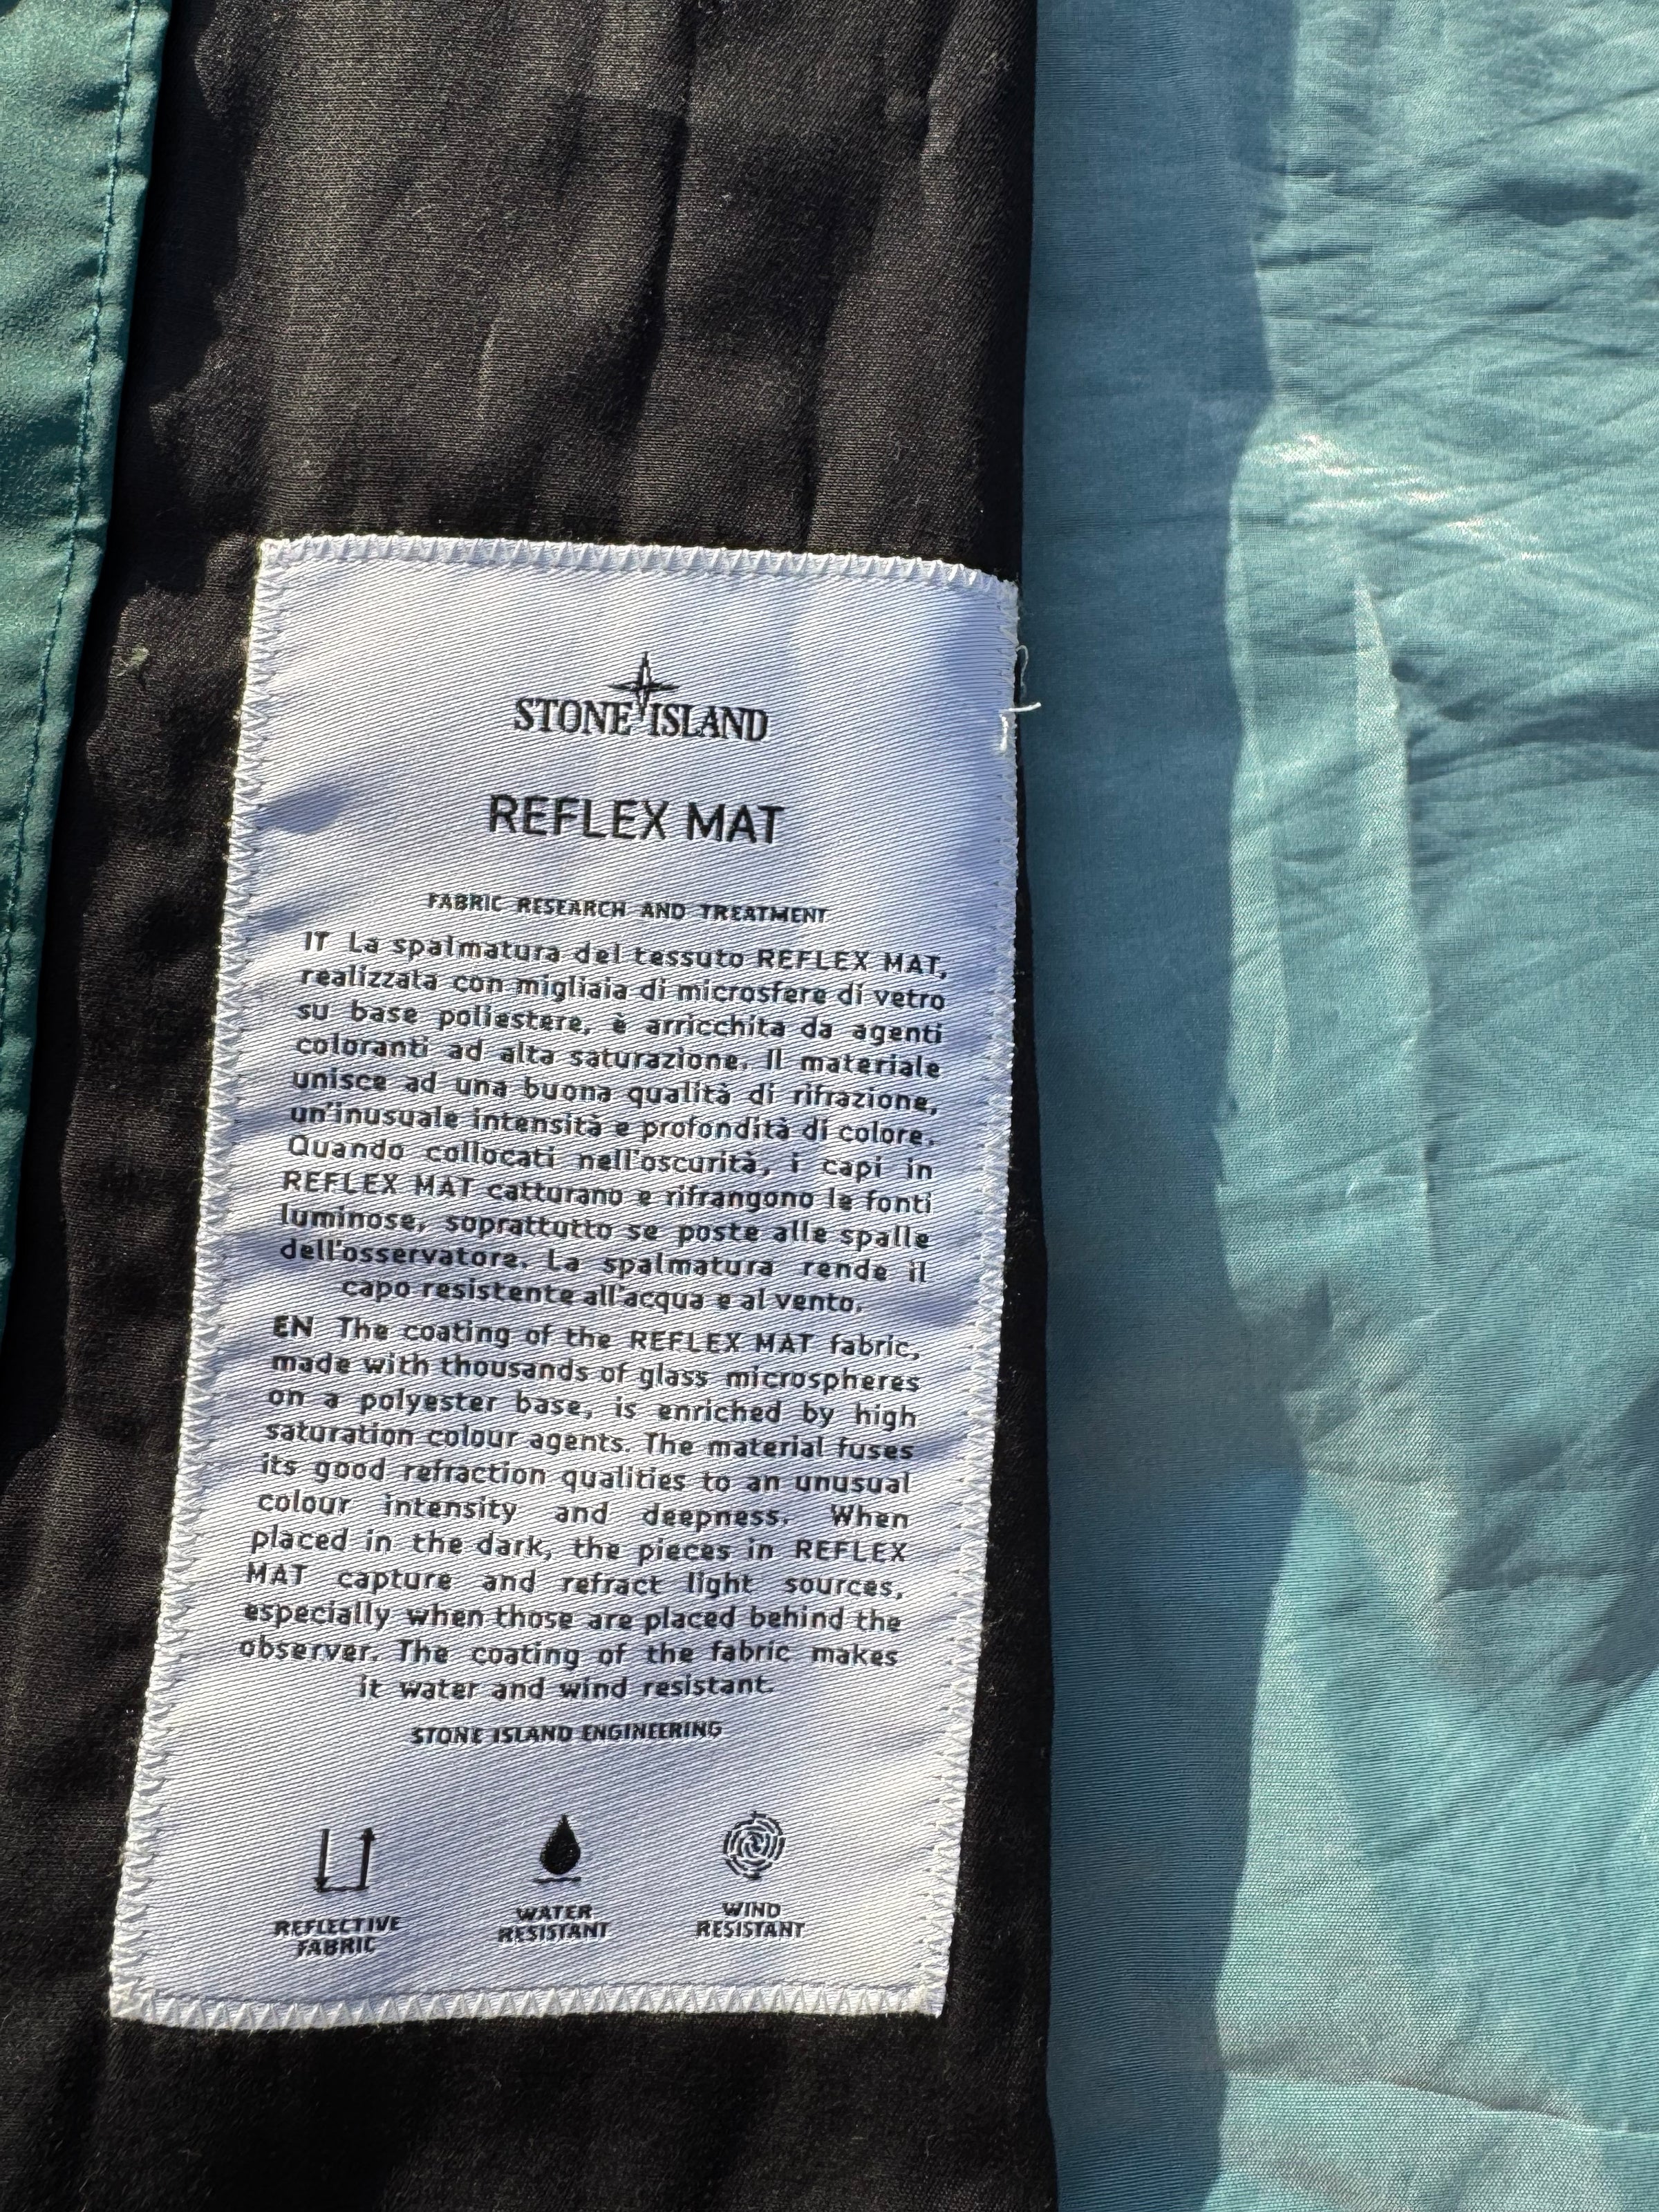 STONE ISLAND
REFLEX MAT
FABRIC RESEARCH AND TREATMENT
IT La spalmatura del tessuto REFLEX MAT,
realizzata con migliaia di microsfere di vetro
su base poliestere, è arricchita da agenti
coloranti ad alta saturazione. Il materiale
unisce ad una buona qualità di rifrazione,
un'inusuale intensità e profondità di colore.
Quando collocati nell'oscurità, i capi in
REFLEX MAT catturano e rifrangono le fonti
luminose, soprattutto se poste alle spalle
dell'osservatore. La spalmatura rende il
capo resistente all'acqua e al vento.
EN The coating of the REFLEX MAT fabric,
made with thousands of glass microspheres
on a polyester base, is enriched by high
saturation colour agents. The material fuses
its good refraction qualities to an unusual
colour intensity and deepness. When
placed in the dark, the pieces in REFLEX
MAT capture and refract light sources,
especially when those are placed behind the
observer. The coating of the fabric makes
it water and wind resistant.
STONE ISLAND ENGINEERING
REFLECTIVE
FABRIC
WATER
RESISTANT
WIND
RESISTANT